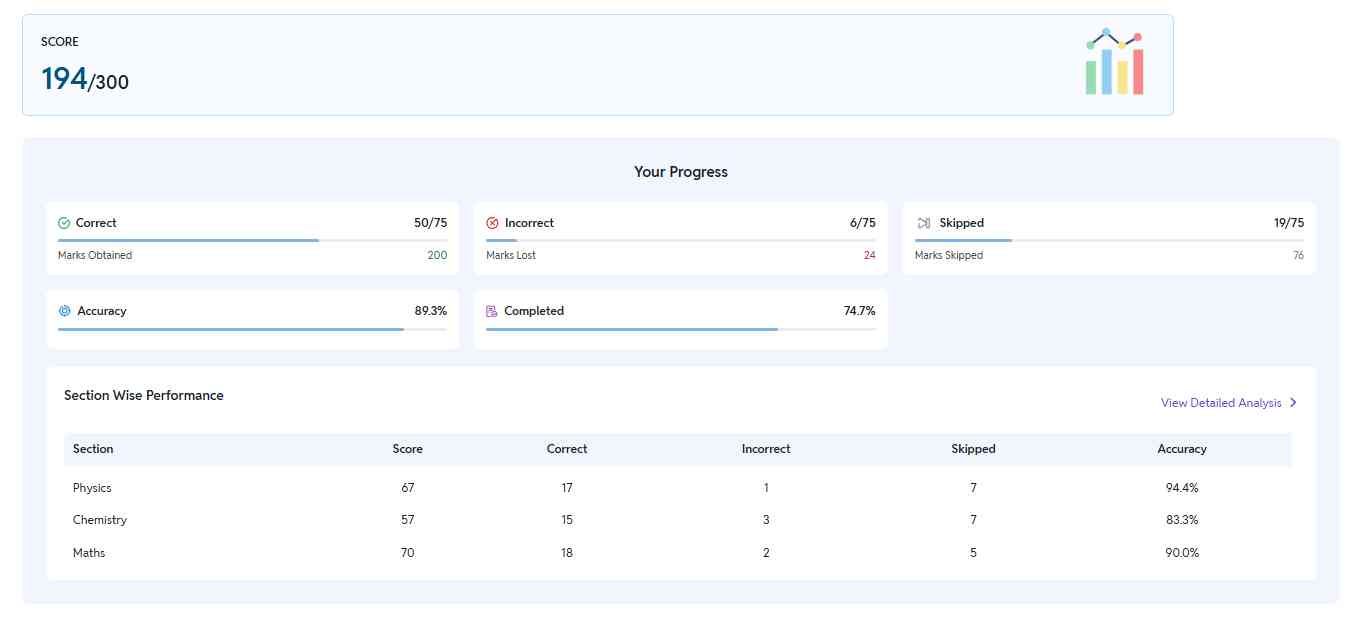 SCORE
194/300
Your Progress
Correct 50/75
Marks Obtained 200
Incorrect 6/75
Marks Lost 24
Skipped 19/75
Marks Skipped 76
Accuracy 89.3%
Completed 74.7%
Section Wise Performance
View Detailed Analysis
Section Score Correct Incorrect Skipped Accuracy
Physics 67 17 1 7 94.4%
Chemistry 57 15 3 7 83.3%
Maths 70 18 2 5 90.0%